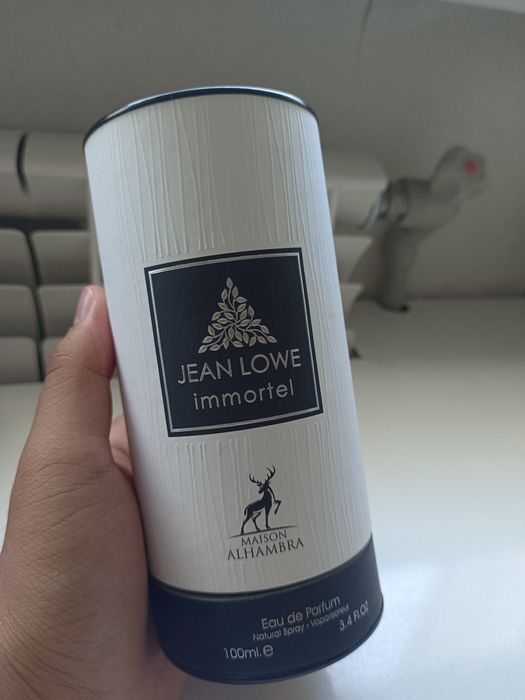 JEAN LOWE
immortel
MAISON
ALHAMBRA
Eau de Parfum
Natural Spray • Vaporisateur
100ml.e 3.4 FL.OZ